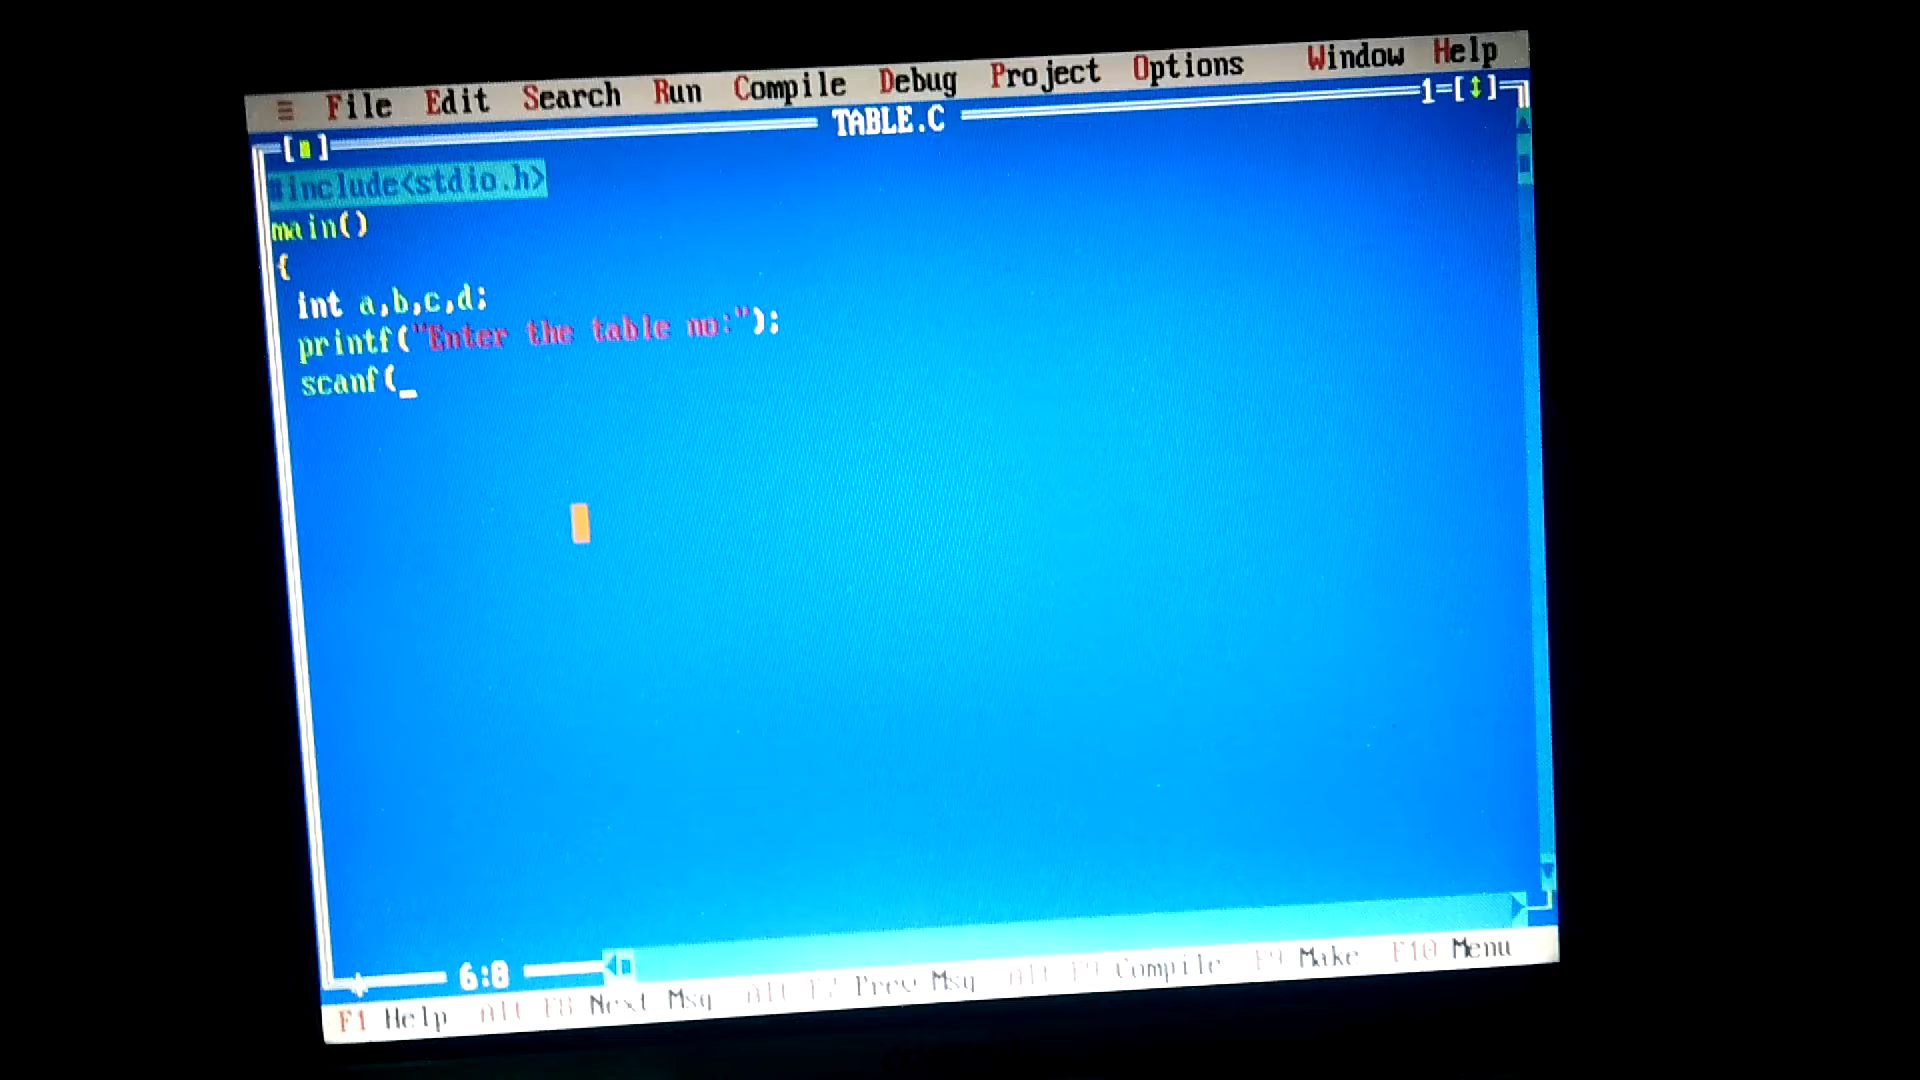 ≡ File Edit Search Run Compile Debug Project Options Window Help
[■] TABLE.C 1=[↕]
#include<stdio.h>
main()
{
int a,b,c,d;
printf("Enter the table no:");
scanf(_
6:8
F1 Help Alt-F8 Next Msg Alt-F7 Prev Msg Alt-F9 Compile F9 Make F10 Menu